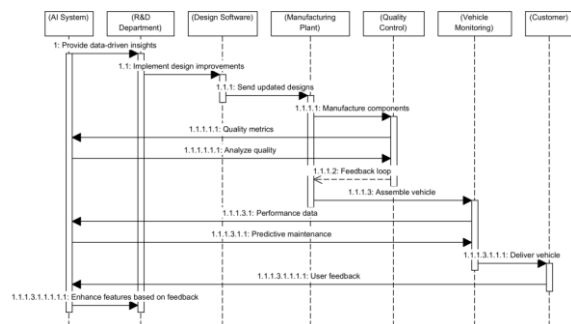 (AI System)
(R&D Department)
(Design Software)
(Manufacturing Plant)
(Quality Control)
(Vehicle Monitoring)
(Customer)
1: Provide data-driven insights
1.1: Implement design improvements
1.1.1: Send updated designs
1.1.1.1: Manufacture components
1.1.1.1.1: Quality metrics
1.1.1.1.1.1: Analyze quality
1.1.1.2: Feedback loop
1.1.1.3: Assemble vehicle
1.1.1.3.1: Performance data
1.1.1.3.1.1: Predictive maintenance
1.1.1.3.1.1.1: Deliver vehicle
1.1.1.3.1.1.1.1: User feedback
1.1.1.3.1.1.1.1.1: Enhance features based on feedback